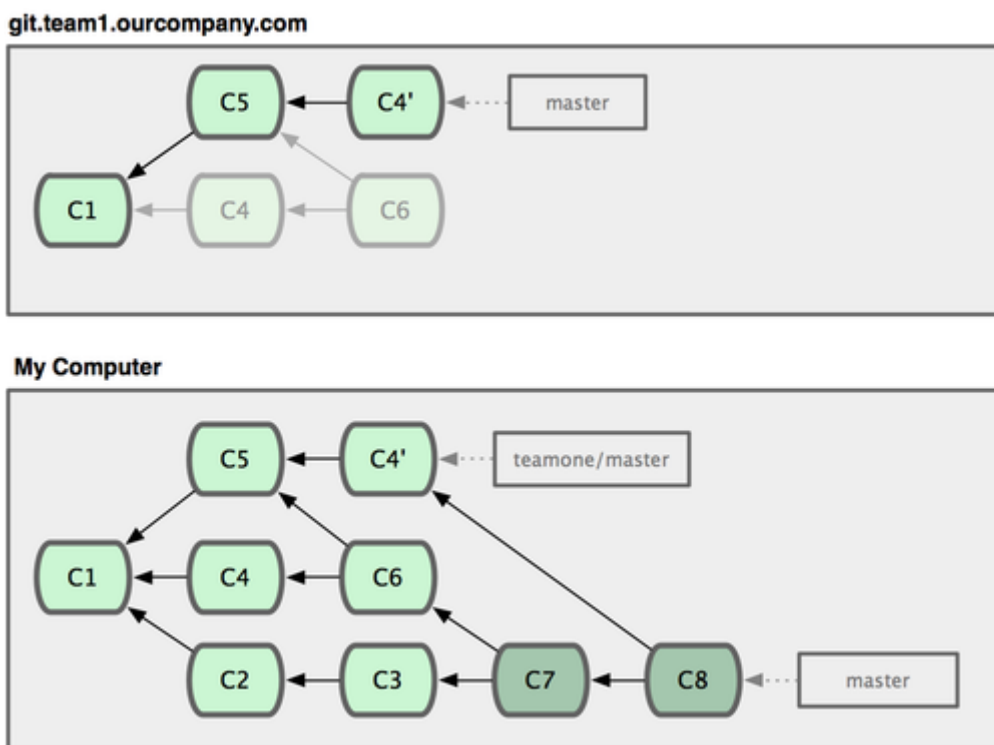 git.team1.ourcompany.com
C5 C4' master
C1 C4 C6
My Computer
C5 C4' teamone/master
C1 C4 C6
C2 C3 C7 C8 master